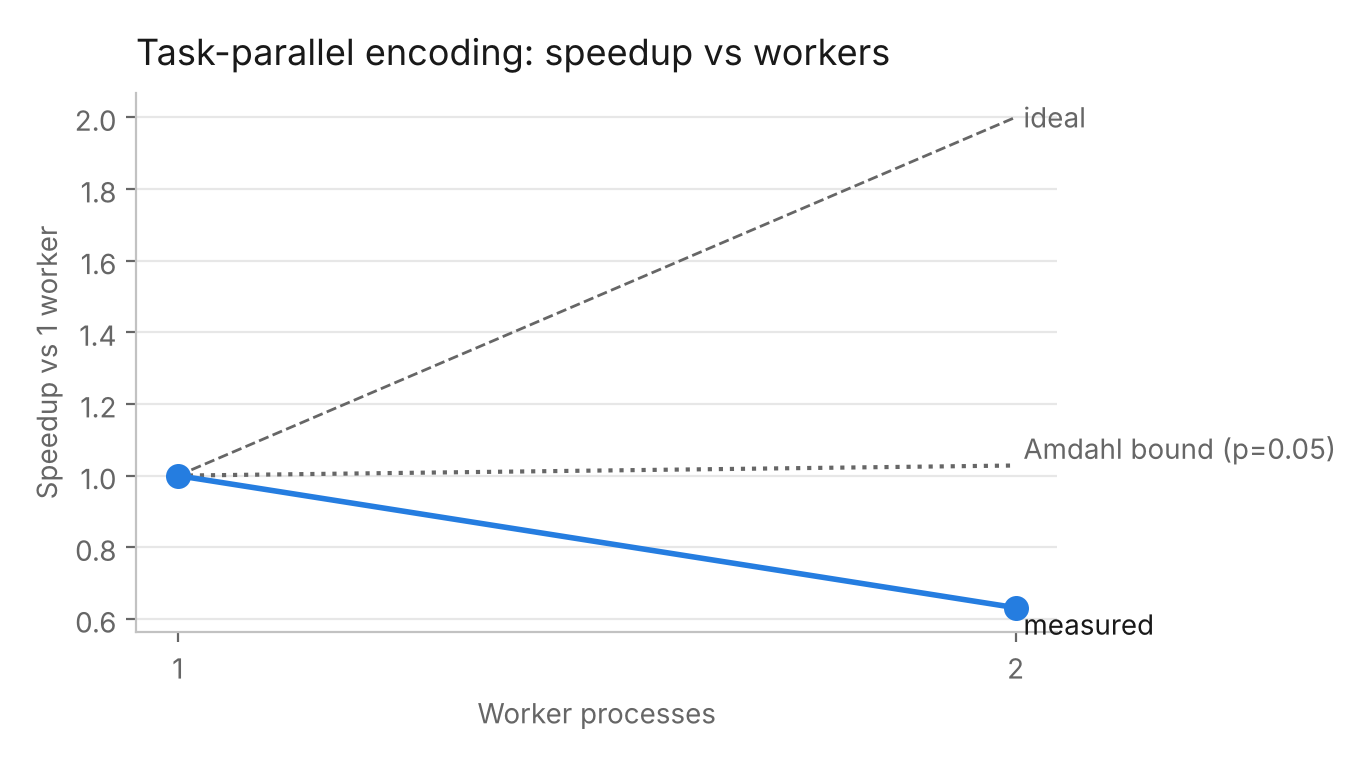 Task-parallel encoding: speedup vs workers
2.0
1.8
1.6
1.4
1.2
1.0
0.8
0.6
Speedup vs 1 worker
ideal
Amdahl bound (p=0.05)
measured
1
2
Worker processes